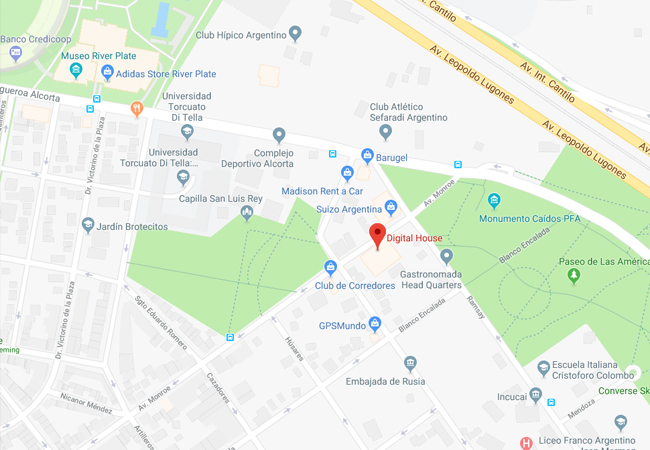 Av. Int. Cantilo
Club Hípico Argentino
Banco Credicoop
Av. Leopoldo Lugones
Museo River Plate
Adidas Store River Plate
Av. Int. Cantilo
gueroa Alcorta
Universidad
Torcuato
Di Tella
Club Atlético
Sefaradi Argentino
Av. Leopoldo Lugones
Dr. Victorino de la Plaza
Universidad
Torcuato Di Tella:...
Complejo
Deportivo Alcorta
Barugel
Madison Rent a Car
Capilla San Luis Rey
Suizo Argentina
Av. Monroe
Monumento Caídos PFA
Jardín Brotecitos
Digital House
Blanco Encalada
Paseo de Las América
Gastronomada
Head Quarters
Club de Corredores
Dr. Victorino de la Plaza
Sgto Eduardo Romero
Ramsay
GPSMundo
Blanco Encalada
Húsares
eming
Embajada de Rusia
Escuela Italiana
Cristoforo Colombo
Cazadores
Nicanor Méndez
Av. Monroe
Incucai
Mendoza
Converse Sk
Artilleros
Liceo Franco Argentino
Jean Mermoz